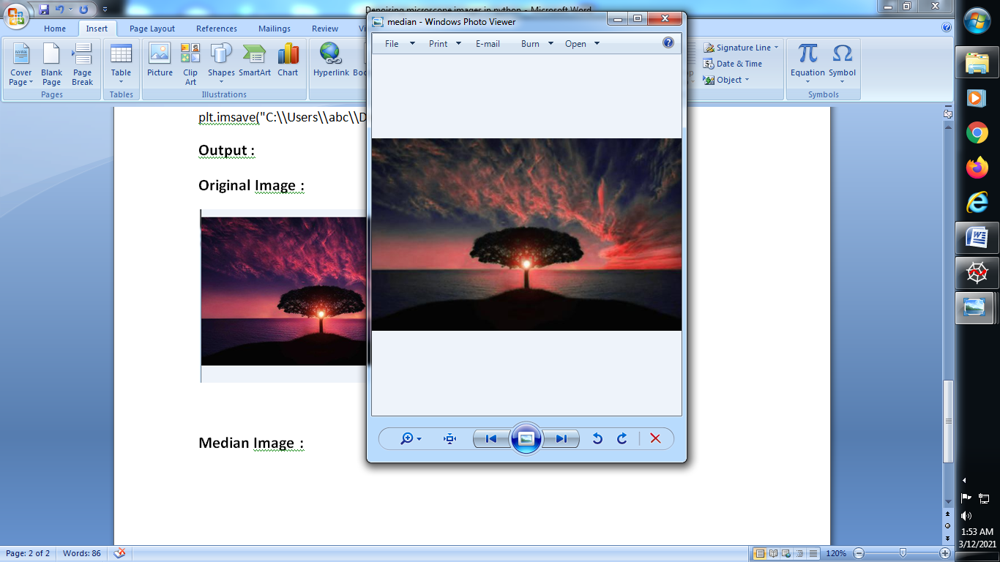 Denoising microscope images in python - Microsoft Word
median - Windows Photo Viewer
Home Insert Page Layout References Mailings Review
File Print E-mail Burn Open
Cover Page
Blank Page
Page Break
Table
Picture
Clip Art
Shapes
SmartArt
Chart
Hyperlink
Signature Line
Date & Time
Object
Equation
Symbol
Pages Tables Illustrations Symbols
plt.imsave("C:\\Users\\abc\\D
Output :
Original Image :
Median Image :
Page: 2 of 2 Words: 86
120%
1:53 AM
3/12/2021